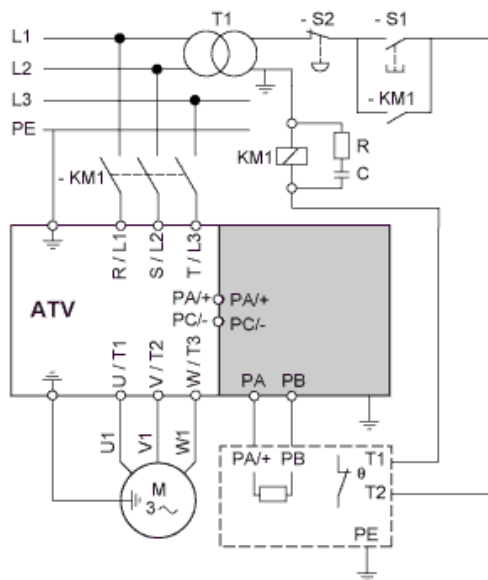 T1
- S2
- S1
L1
L2
L3
PE
- KM1
KM1
R
C
- KM1
R / L1
S / L2
T / L3
ATV
PA/+
PA/+
PC/-
PC/-
U / T1
V / T2
W / T3
PA
PB
U1
V1
W1
M
3 ~
PA/+
PB
θ
T1
T2
PE